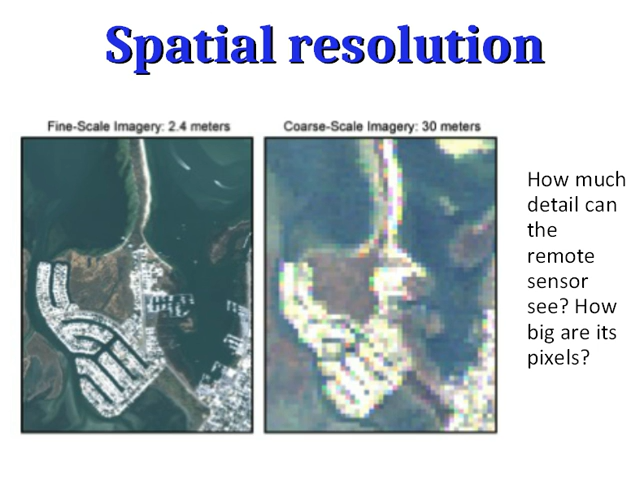 Spatial resolution
Fine-Scale Imagery: 2.4 meters
Coarse-Scale Imagery: 30 meters
How much
detail can
the
remote
sensor
see? How
big are its
pixels?